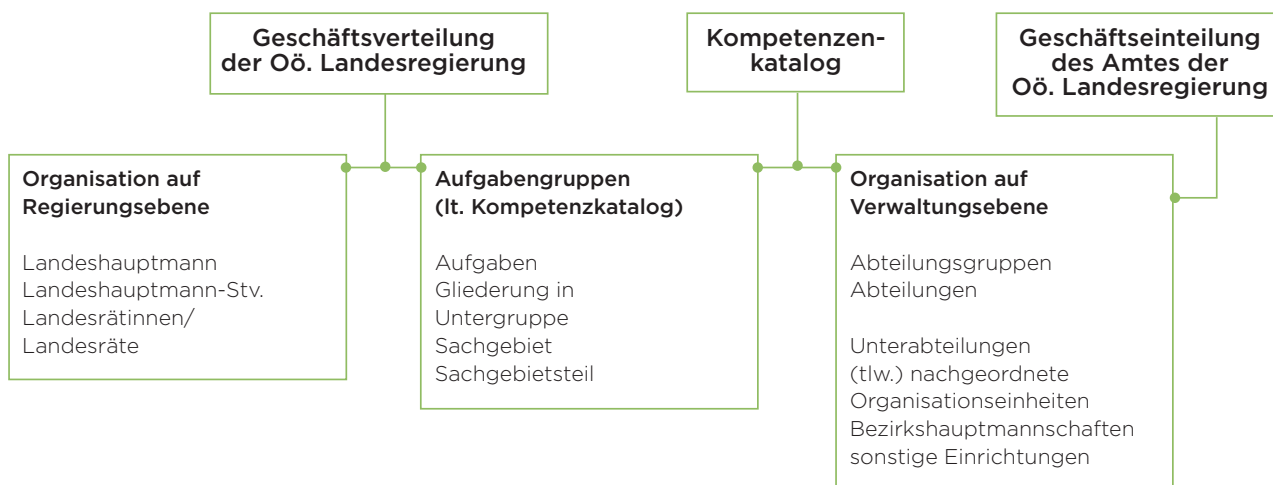 Geschäftsverteilung
der Oö. Landesregierung
Kompetenzen-
katalog
Geschäftseinteilung
des Amtes der
Oö. Landesregierung
Organisation auf
Regierungsebene
Landeshauptmann
Landeshauptmann-Stv.
Landesrätinnen/
Landesräte
Aufgabengruppen
(lt. Kompetenzkatalog)
Aufgaben
Gliederung in
Untergruppe
Sachgebiet
Sachgebietsteil
Organisation auf
Verwaltungsebene
Abteilungsgruppen
Abteilungen
Unterabteilungen
(tlw.) nachgeordnete
Organisationseinheiten
Bezirkshauptmannschaften
sonstige Einrichtungen